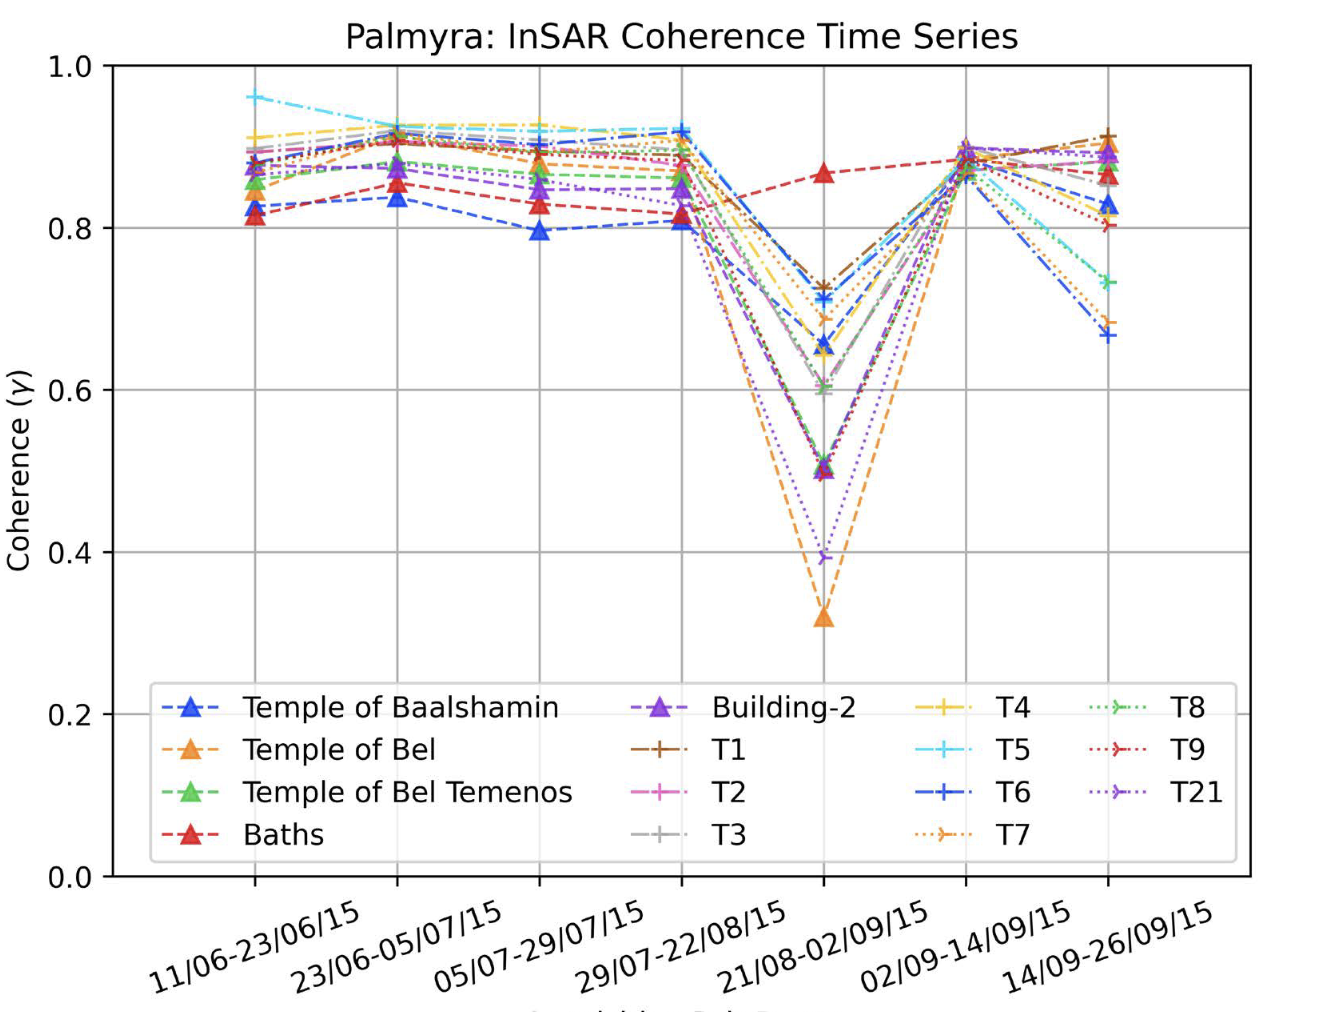 Palmyra: InSAR Coherence Time Series
1.0
0.8
0.6
0.4
0.2
0.0
Coherence (γ)
Temple of Baalshamin
Temple of Bel
Temple of Bel Temenos
Baths
Building-2
T1
T2
T3
T4
T5
T6
T7
T8
T9
T21
11/06-23/06/15
23/06-05/07/15
05/07-29/07/15
29/07-22/08/15
21/08-02/09/15
02/09-14/09/15
14/09-26/09/15